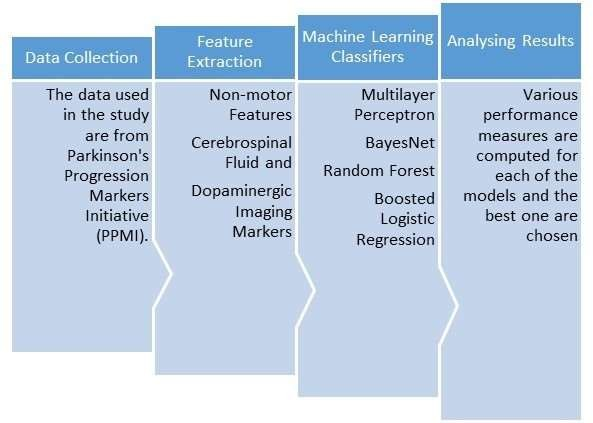 Data Collection
The data used
in the study
are from
Parkinson's
Progression
Markers
Initiative
(PPMI).
Feature
Extraction
Non-motor
Features
Cerebrospinal
Fluid and
Dopaminergic
Imaging
Markers
Machine Learning
Classifiers
Multilayer
Perceptron
BayesNet
Random Forest
Boosted
Logistic
Regression
Analysing Results
Various
performance
measures are
computed for
each of the
models and the
best one are
chosen